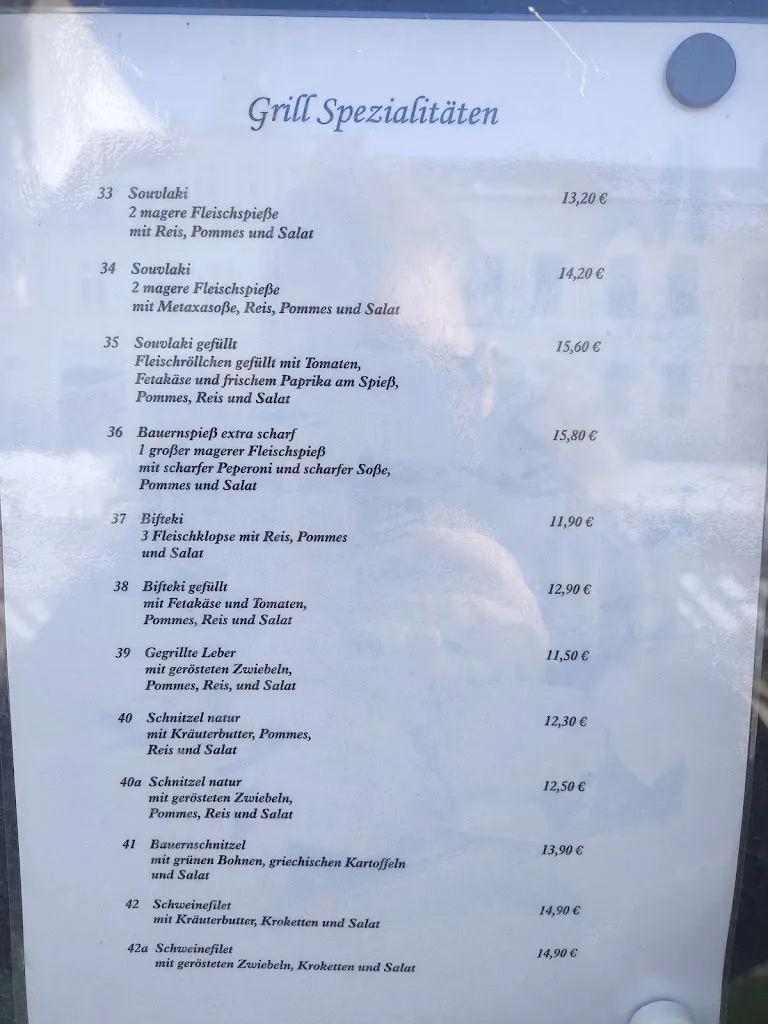 Grill Spezialitäten
33 Souvlaki 13,20 €
2 magere Fleischspieße
mit Reis, Pommes und Salat
34 Souvlaki 14,20 €
2 magere Fleischspieße
mit Metaxasoße, Reis, Pommes und Salat
35 Souvlaki gefüllt 15,60 €
Fleischröllchen gefüllt mit Tomaten,
Fetakäse und frischem Paprika am Spieß,
Pommes, Reis und Salat
36 Bauernspieß extra scharf 15,80 €
1 großer magerer Fleischspieß
mit scharfer Peperoni und scharfer Soße,
Pommes und Salat
37 Bifteki 11,90 €
3 Fleischklopse mit Reis, Pommes
und Salat
38 Bifteki gefüllt 12,90 €
mit Fetakäse und Tomaten,
Pommes, Reis und Salat
39 Gegrillte Leber 11,50 €
mit gerösteten Zwiebeln,
Pommes, Reis, und Salat
40 Schnitzel natur 12,30 €
mit Kräuterbutter, Pommes,
Reis und Salat
40a Schnitzel natur 12,50 €
mit gerösteten Zwiebeln,
Pommes, Reis und Salat
41 Bauernschnitzel 13,90 €
mit grünen Bohnen, griechischen Kartoffeln
und Salat
42 Schweinefilet 14,90 €
mit Kräuterbutter, Kroketten und Salat
42a Schweinefilet 14,90 €
mit gerösteten Zwiebeln, Kroketten und Salat